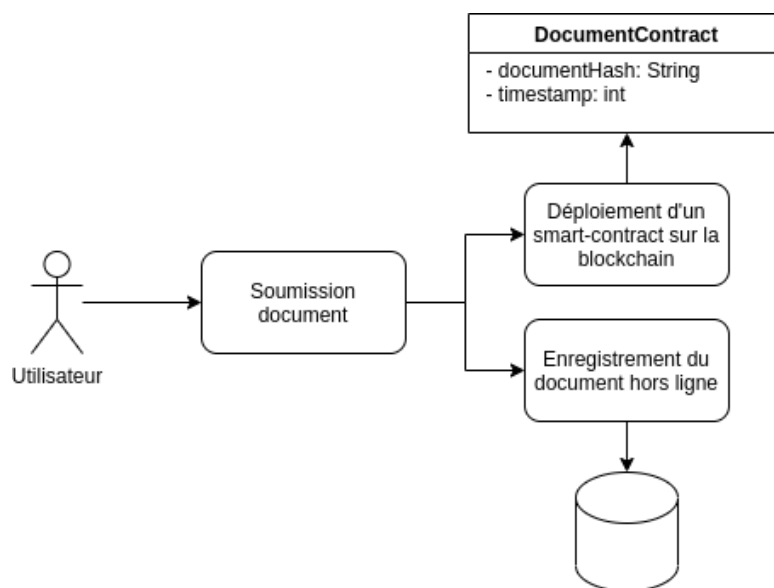 DocumentContract
- documentHash: String
- timestamp: int
Déploiement d'un
smart-contract sur la
blockchain
Soumission
document
Utilisateur
Enregistrement du
document hors ligne